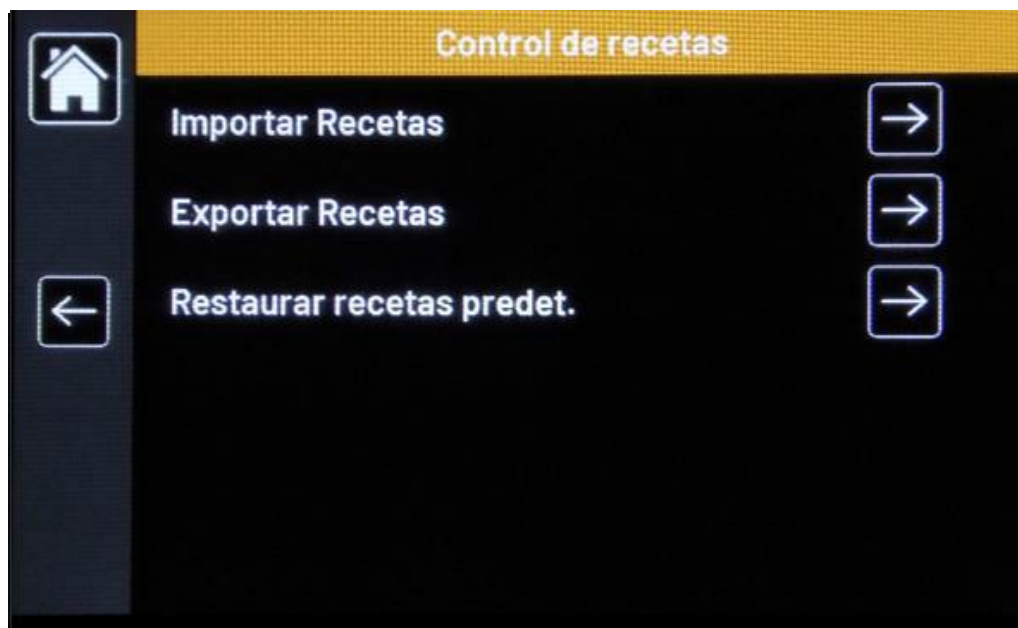 Control de recetas
Importar Recetas
Exportar Recetas
Restaurar recetas predet.